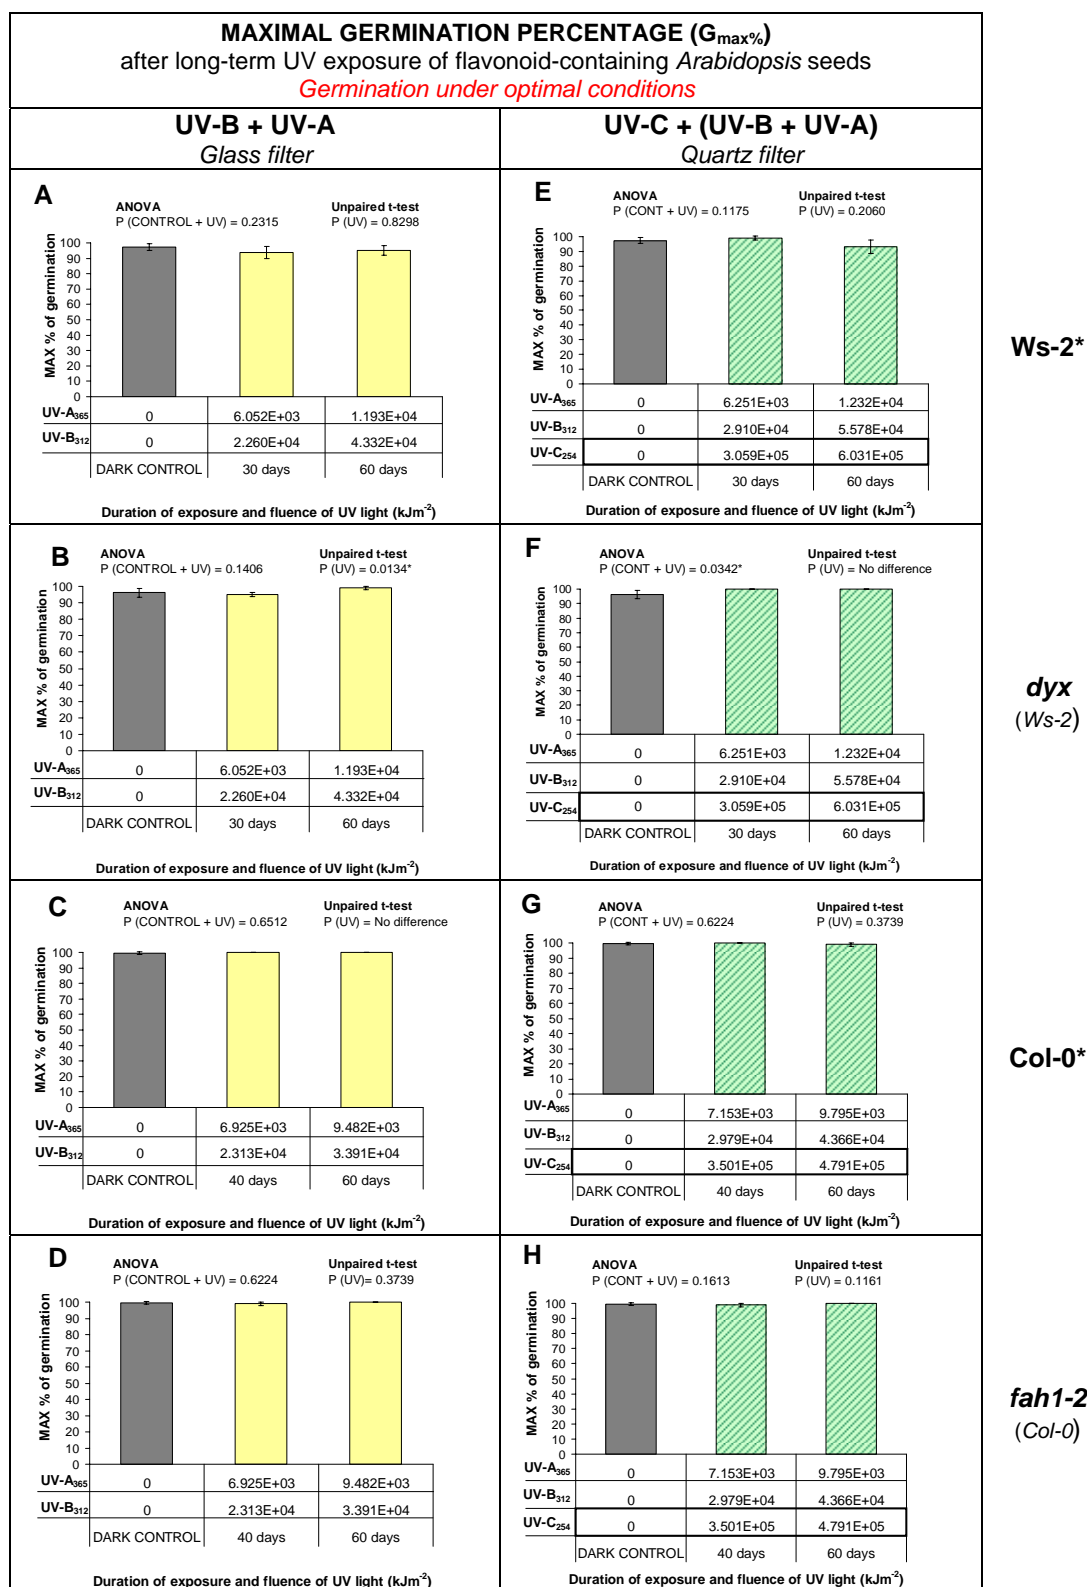 MAXIMAL GERMINATION PERCENTAGE (Gmax%)
after long-term UV exposure of flavonoid-containing Arabidopsis seeds
Germination under optimal conditions
UV-B + UV-A
Glass filter
UV-C + (UV-B + UV-A)
Quartz filter
A
ANOVA
P (CONTROL + UV) = 0.2315
Unpaired t-test
P (UV) = 0.8298
MAX % of germination
100
90
80
70
60
50
40
30
20
10
0
UV-A365 0 6.052E+03 1.193E+04
UV-B312 0 2.260E+04 4.332E+04
DARK CONTROL 30 days 60 days
Duration of exposure and fluence of UV light (kJm-2)
E
ANOVA
P (CONT + UV) = 0.1175
Unpaired t-test
P (UV) = 0.2060
MAX % of germination
100
90
80
70
60
50
40
30
20
10
0
UV-A365 0 6.251E+03 1.232E+04
UV-B312 0 2.910E+04 5.578E+04
UV-C254 0 3.059E+05 6.031E+05
DARK CONTROL 30 days 60 days
Duration of exposure and fluence of UV light (kJm-2)
Ws-2*
B
ANOVA
P (CONTROL + UV) = 0.1406
Unpaired t-test
P (UV) = 0.0134*
MAX % of germination
100
90
80
70
60
50
40
30
20
10
0
UV-A365 0 6.052E+03 1.193E+04
UV-B312 0 2.260E+04 4.332E+04
DARK CONTROL 30 days 60 days
Duration of exposure and fluence of UV light (kJm-2)
F
ANOVA
P (CONT + UV) = 0.0342*
Unpaired t-test
P (UV) = No difference
MAX % of germination
100
90
80
70
60
50
40
30
20
10
0
UV-A365 0 6.251E+03 1.232E+04
UV-B312 0 2.910E+04 5.578E+04
UV-C254 0 3.059E+05 6.031E+05
DARK CONTROL 30 days 60 days
Duration of exposure and fluence of UV light (kJm-2)
dyx
(Ws-2)
C
ANOVA
P (CONTROL + UV) = 0.6512
Unpaired t-test
P (UV) = No difference
MAX % of germination
100
90
80
70
60
50
40
30
20
10
0
UV-A365 0 6.925E+03 9.482E+03
UV-B312 0 2.313E+04 3.391E+04
DARK CONTROL 40 days 60 days
Duration of exposure and fluence of UV light (kJm-2)
G
ANOVA
P (CONT + UV) = 0.6224
Unpaired t-test
P (UV) = 0.3739
MAX % of germination
100
90
80
70
60
50
40
30
20
10
0
UV-A365 0 7.153E+03 9.795E+03
UV-B312 0 2.979E+04 4.366E+04
UV-C254 0 3.501E+05 4.791E+05
DARK CONTROL 40 days 60 days
Duration of exposure and fluence of UV light (kJm-2)
Col-0*
D
ANOVA
P (CONTROL + UV) = 0.6224
Unpaired t-test
P (UV)= 0.3739
MAX % of germination
100
90
80
70
60
50
40
30
20
10
0
UV-A365 0 6.925E+03 9.482E+03
UV-B312 0 2.313E+04 3.391E+04
DARK CONTROL 40 days 60 days
Duration of exposure and fluence of UV light (kJm-2)
H
ANOVA
P (CONT + UV) = 0.1613
Unpaired t-test
P (UV) = 0.1161
MAX % of germination
100
90
80
70
60
50
40
30
20
10
0
UV-A365 0 7.153E+03 9.795E+03
UV-B312 0 2.979E+04 4.366E+04
UV-C254 0 3.501E+05 4.791E+05
DARK CONTROL 40 days 60 days
Duration of exposure and fluence of UV light (kJm-2)
fah1-2
(Col-0)